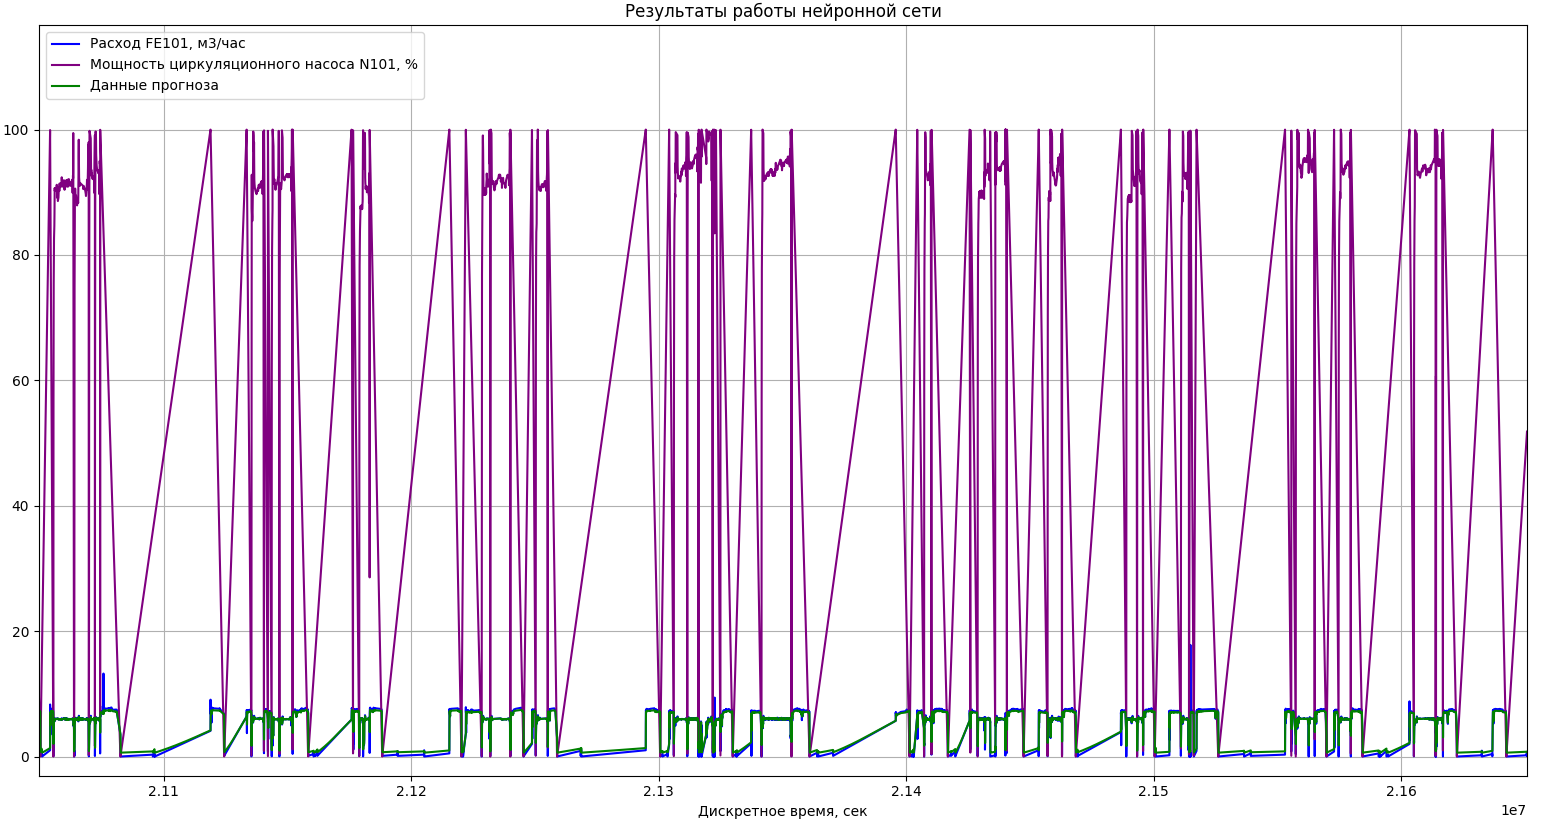 Результаты работы нейронной сети
Расход FE101, м3/час
Мощность циркуляционного насоса N101, %
Данные прогноза
100
80
60
40
20
0
2.11 2.12 2.13 2.14 2.15 2.16
1e7
Дискретное время, сек